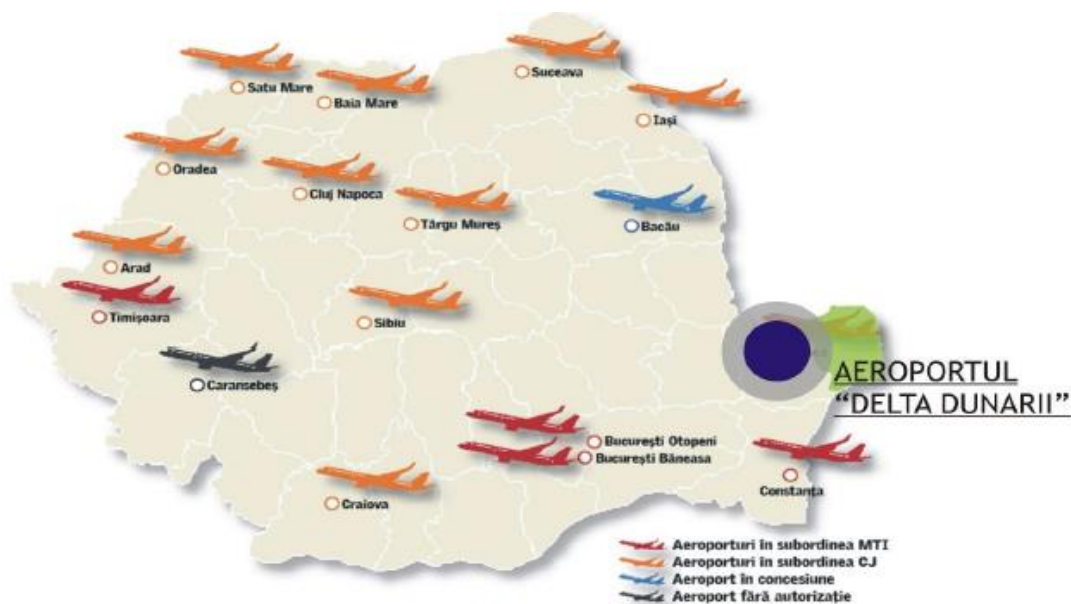 Suceava
Satu Mare
Baia Mare
Iași
Oradea
Cluj Napoca
Târgu Mureș
Bacău
Arad
Timișoara
Sibiu
Caransebeș
AEROPORTUL
“DELTA DUNARII”
București Otopeni
București Băneasa
Craiova
Constanța
Aeroporturi în subordinea MTI
Aeroporturi în subordinea CJ
Aeroport în concesiune
Aeroport fără autorizație